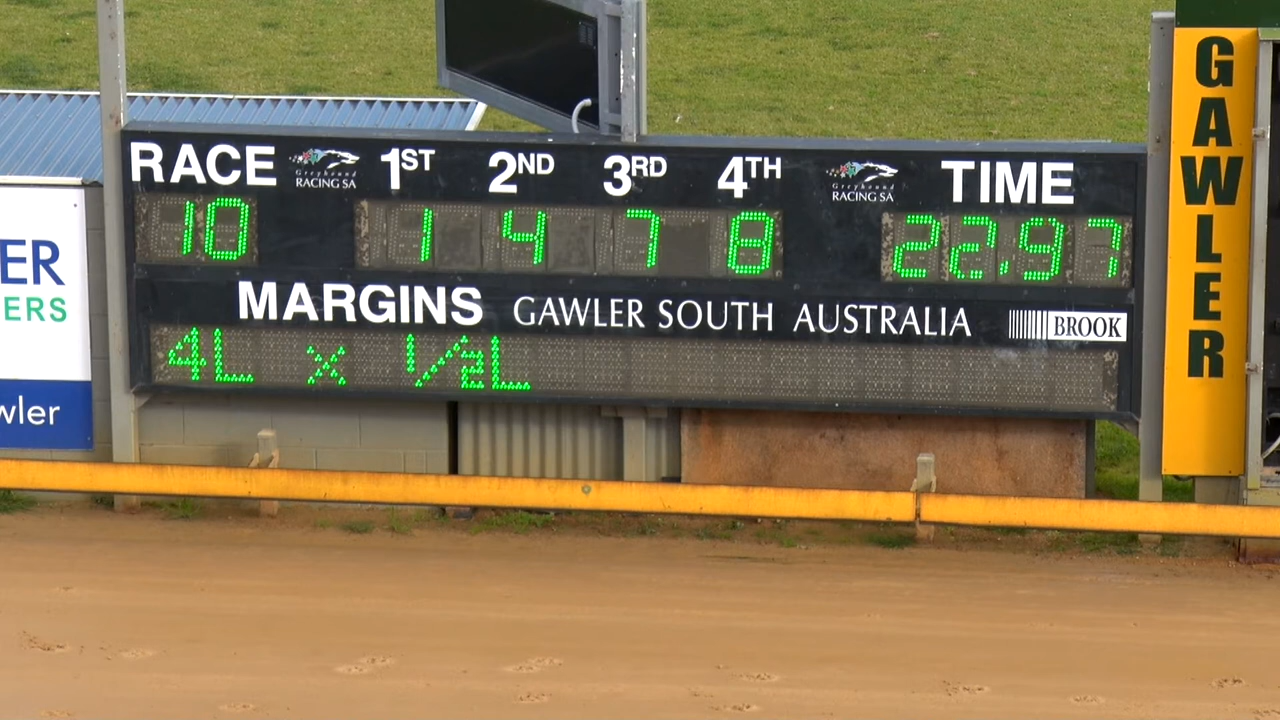 RACE Greyhound RACING SA 1ST 2ND 3RD 4TH Greyhound RACING SA TIME
10 1 4 7 8 22.97
MARGINS GAWLER SOUTH AUSTRALIA BROOK
4L x 1/2L
GAWLER
ER
ERS
wler